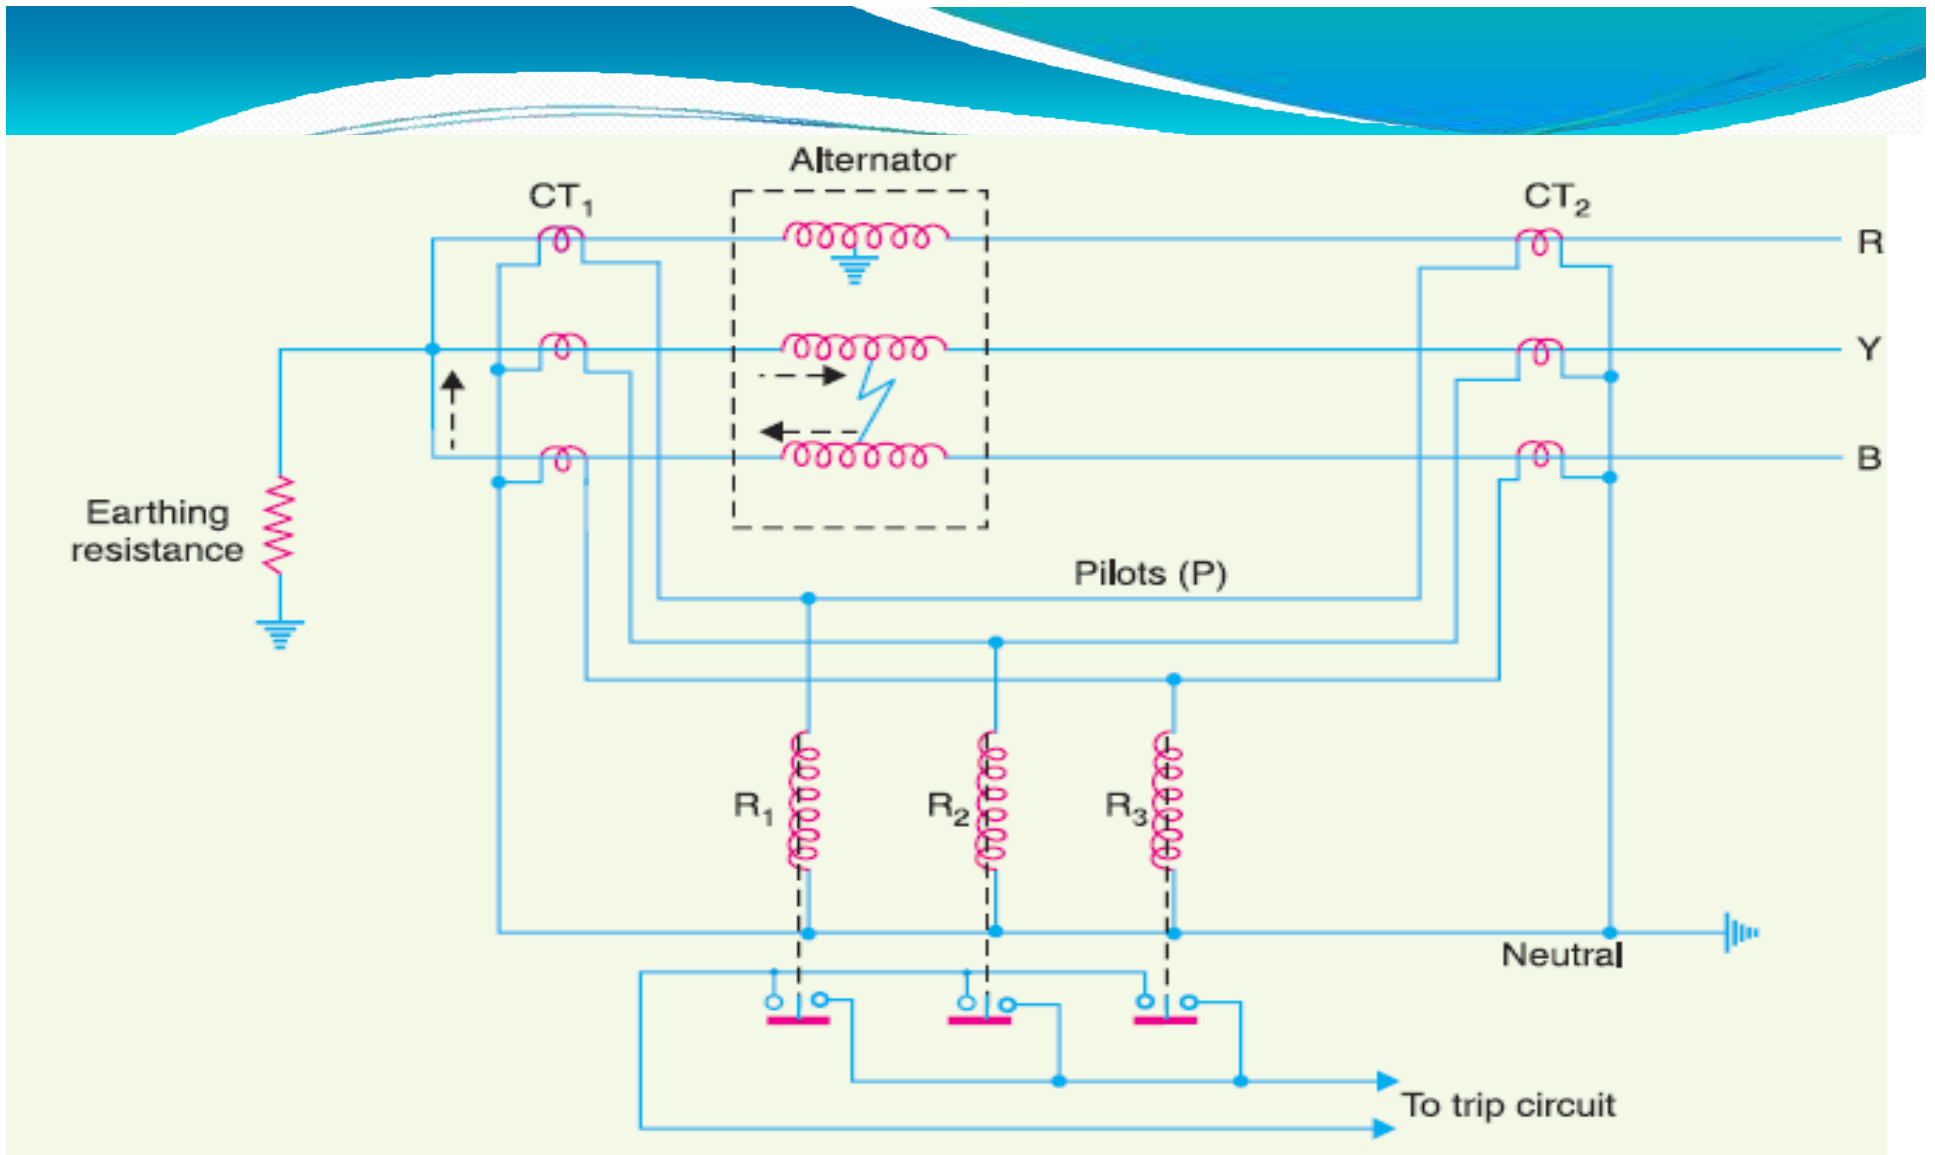 Alternator
CT1
CT2
R
Y
B
Earthing
resistance
Pilots (P)
R1
R2
R3
Neutral
To trip circuit